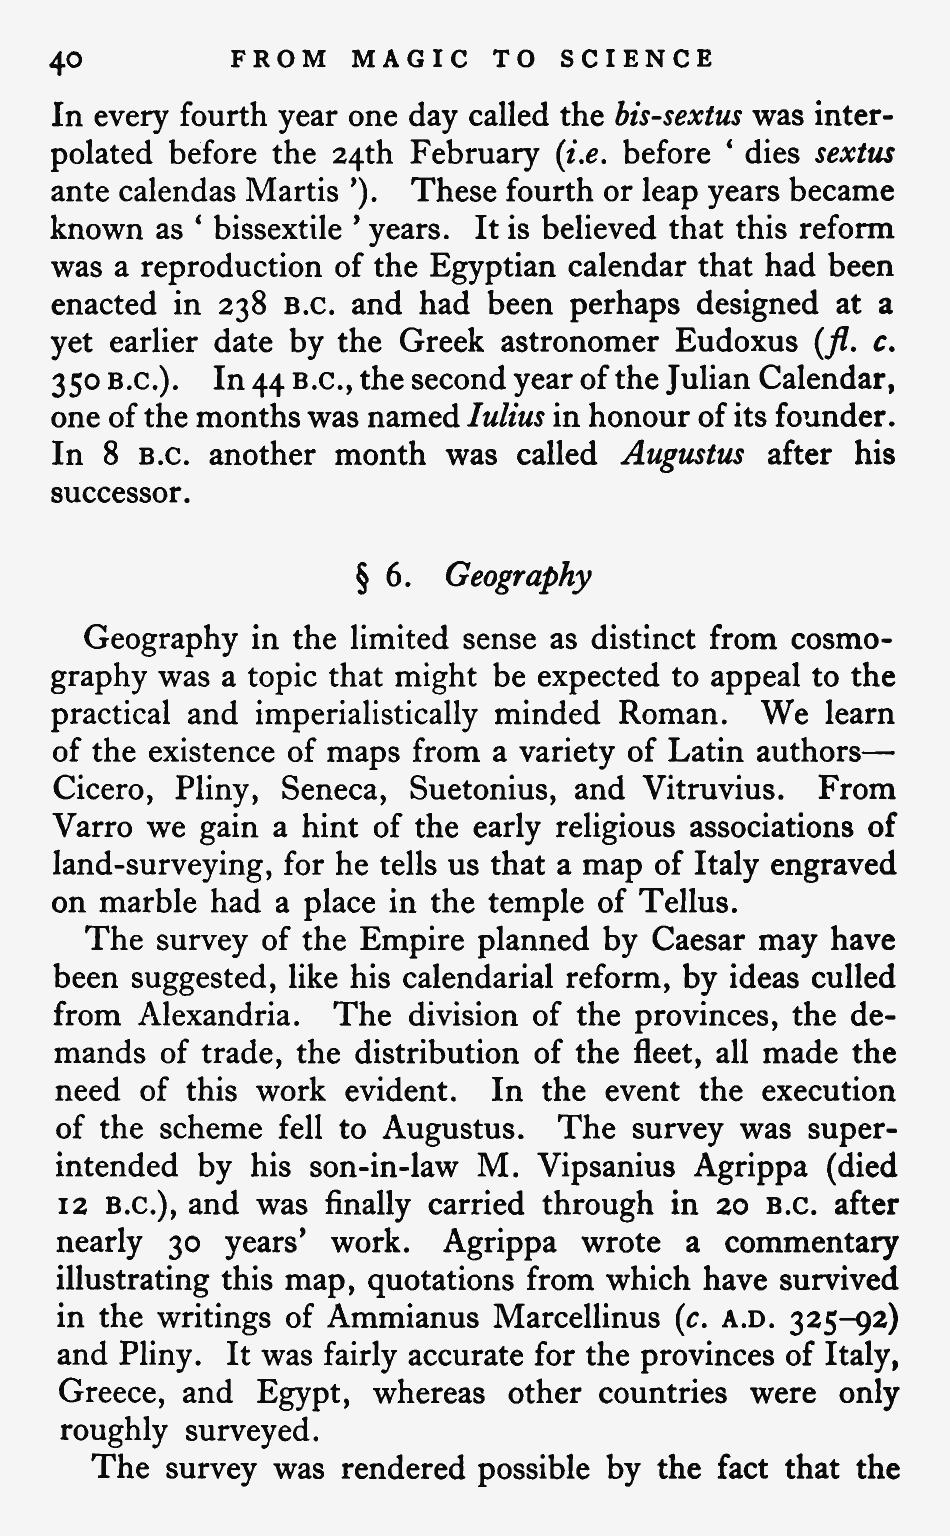 40 FROM MAGIC TO SCIENCE
In every fourth year one day called the bis-sextus was inter-
polated before the 24th February (i.e. before ‘ dies sextus
ante calendas Martis ’). These fourth or leap years became
known as ‘ bissextile ’ years. It is believed that this reform
was a reproduction of the Egyptian calendar that had been
enacted in 238 B.C. and had been perhaps designed at a
yet earlier date by the Greek astronomer Eudoxus (fl. c.
350 B.C.). In 44 B.C., the second year of the Julian Calendar,
one of the months was named Iulius in honour of its founder.
In 8 B.C. another month was called Augustus after his
successor.
§ 6. Geography
Geography in the limited sense as distinct from cosmo-
graphy was a topic that might be expected to appeal to the
practical and imperialistically minded Roman. We learn
of the existence of maps from a variety of Latin authors—
Cicero, Pliny, Seneca, Suetonius, and Vitruvius. From
Varro we gain a hint of the early religious associations of
land-surveying, for he tells us that a map of Italy engraved
on marble had a place in the temple of Tellus.
The survey of the Empire planned by Caesar may have
been suggested, like his calendarial reform, by ideas culled
from Alexandria. The division of the provinces, the de-
mands of trade, the distribution of the fleet, all made the
need of this work evident. In the event the execution
of the scheme fell to Augustus. The survey was super-
intended by his son-in-law M. Vipsanius Agrippa (died
12 B.C.), and was finally carried through in 20 B.C. after
nearly 30 years’ work. Agrippa wrote a commentary
illustrating this map, quotations from which have survived
in the writings of Ammianus Marcellinus (c. A.D. 325–92)
and Pliny. It was fairly accurate for the provinces of Italy,
Greece, and Egypt, whereas other countries were only
roughly surveyed.
The survey was rendered possible by the fact that the